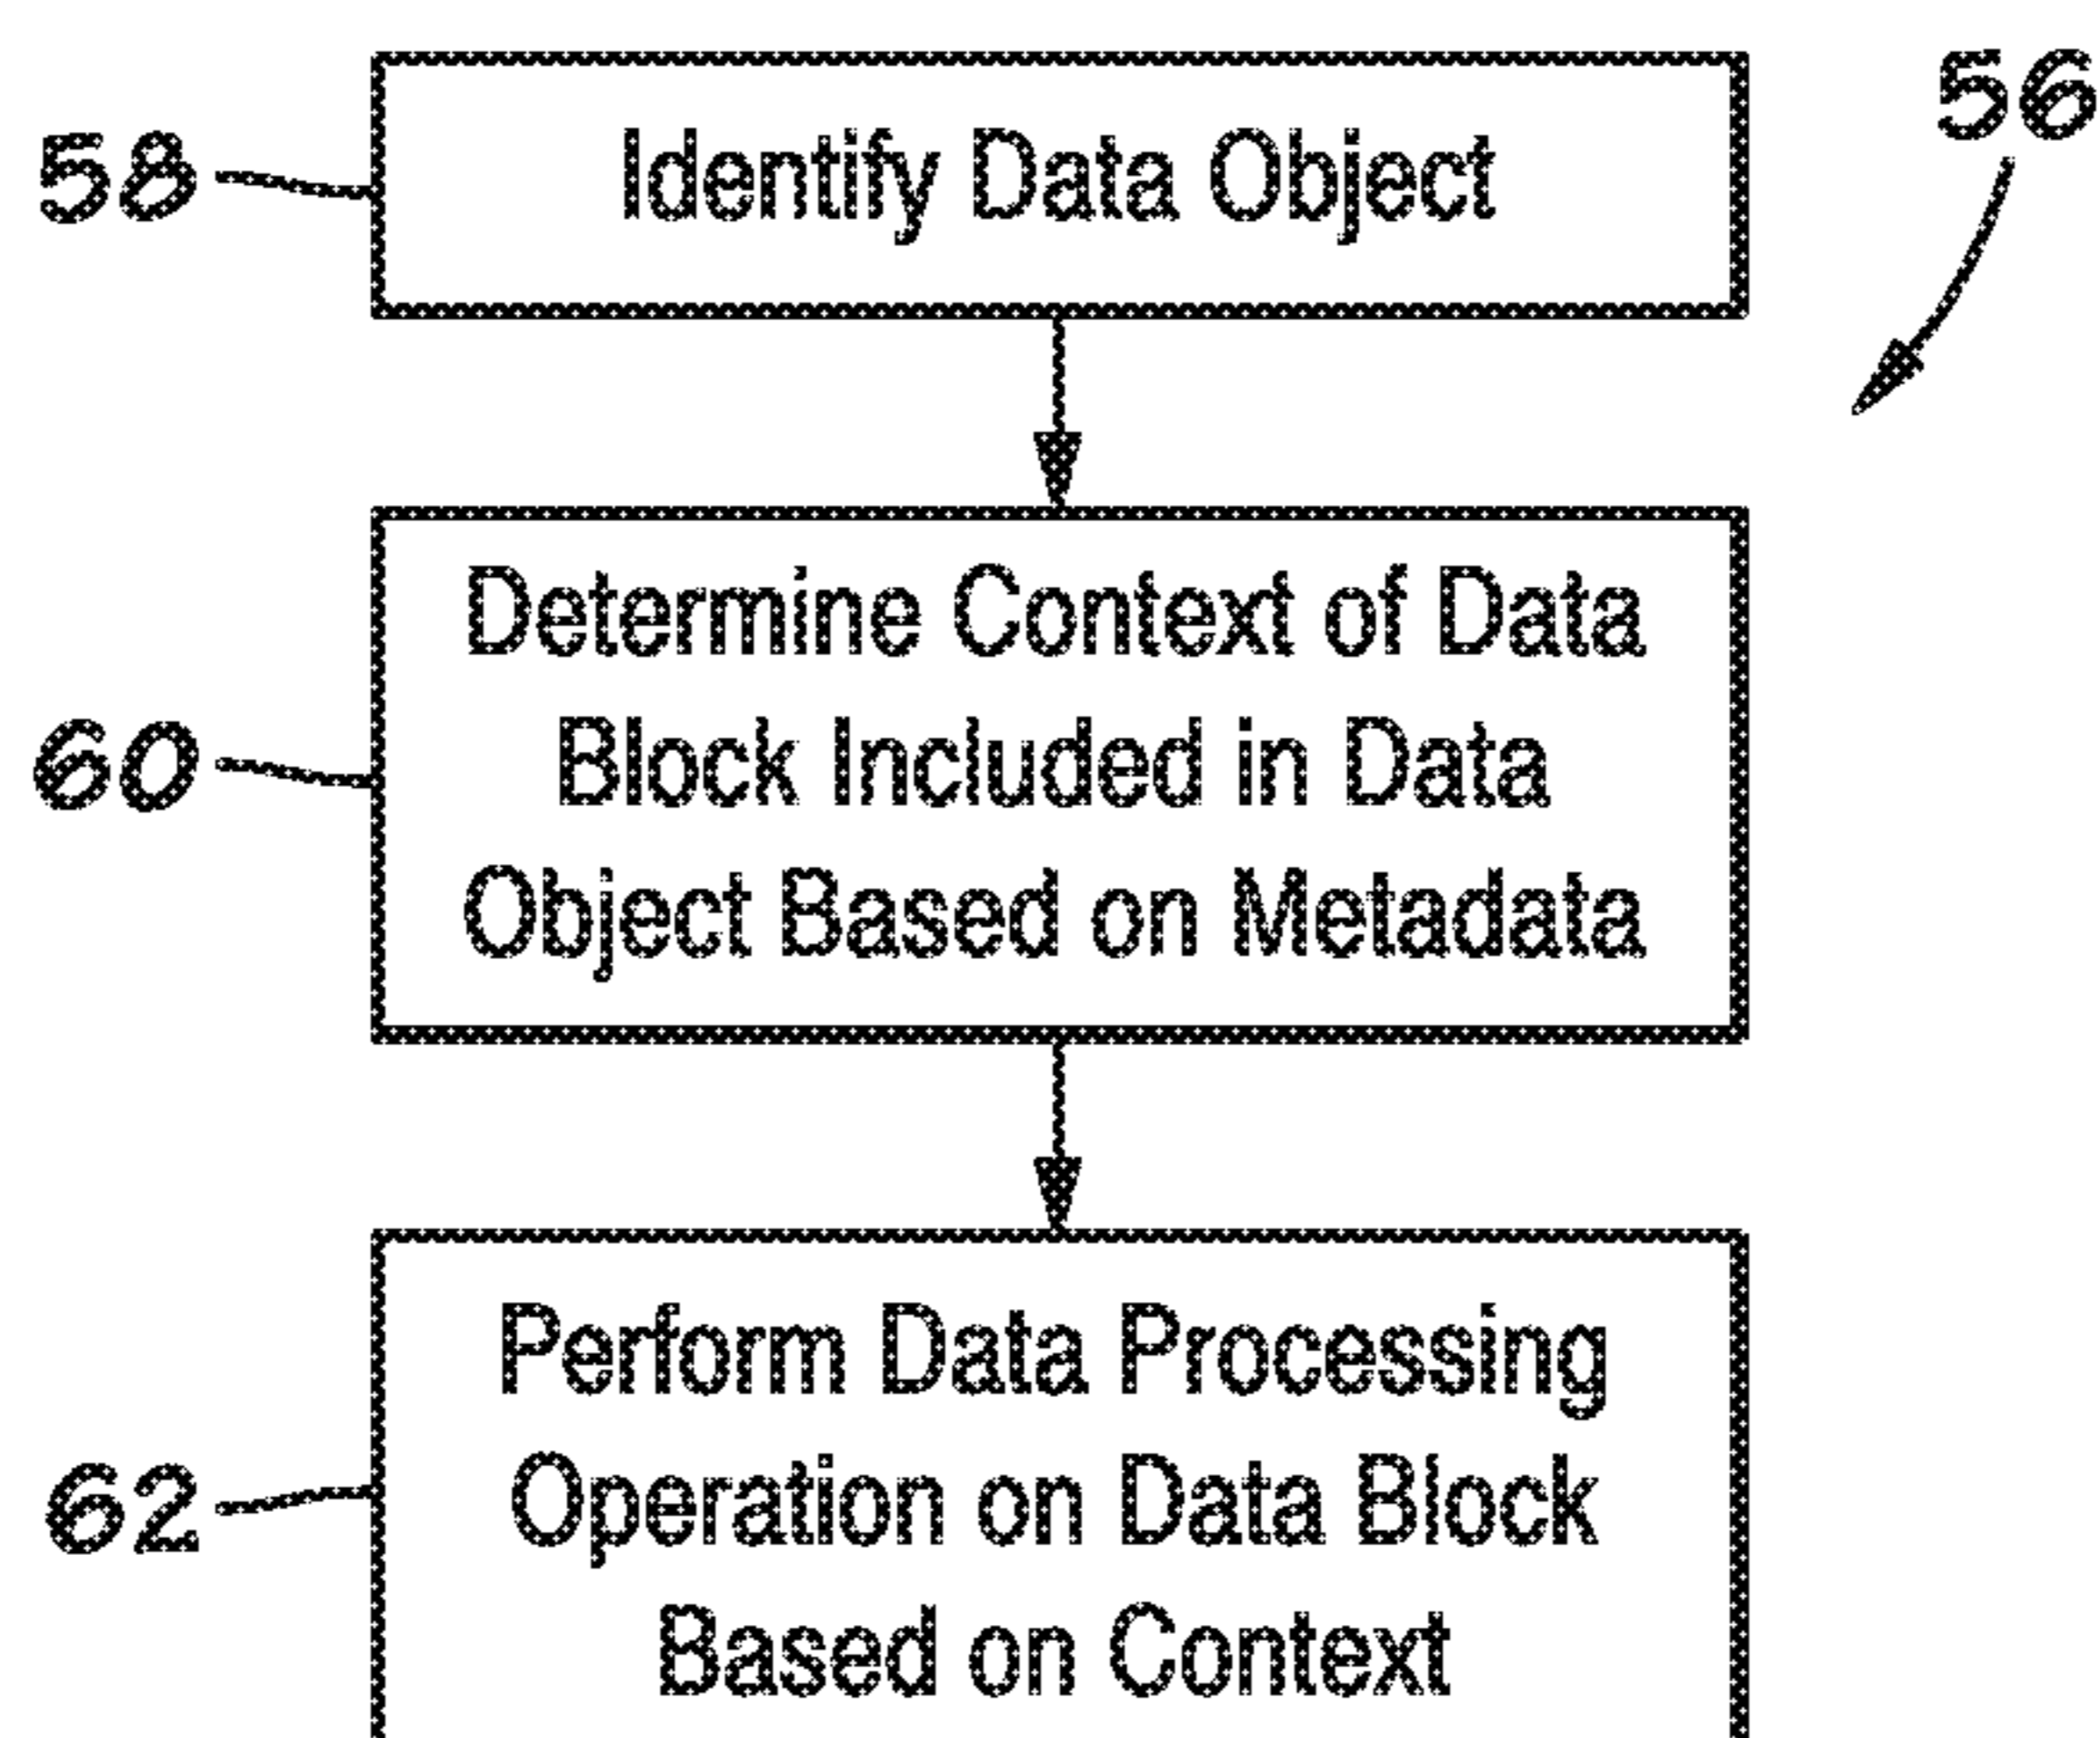 56
58
Identify Data Object
60
Determine Context of Data
Block Included in Data
Object Based on Metadata
62
Perform Data Processing
Operation on Data Block
Based on Context